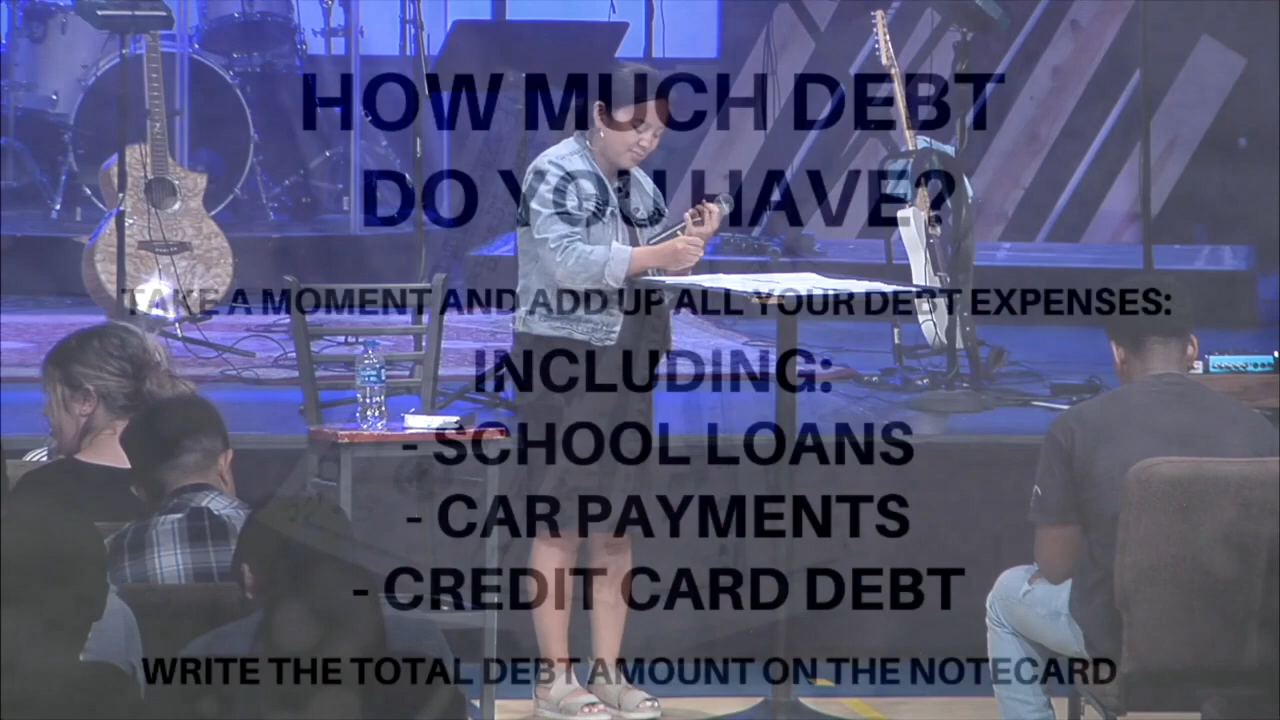 HOW MUCH DEBT
DO YOU HAVE?
TAKE A MOMENT AND ADD UP ALL YOUR DEBT EXPENSES:
INCLUDING:
- SCHOOL LOANS
- CAR PAYMENTS
- CREDIT CARD DEBT
WRITE THE TOTAL DEBT AMOUNT ON THE NOTECARD